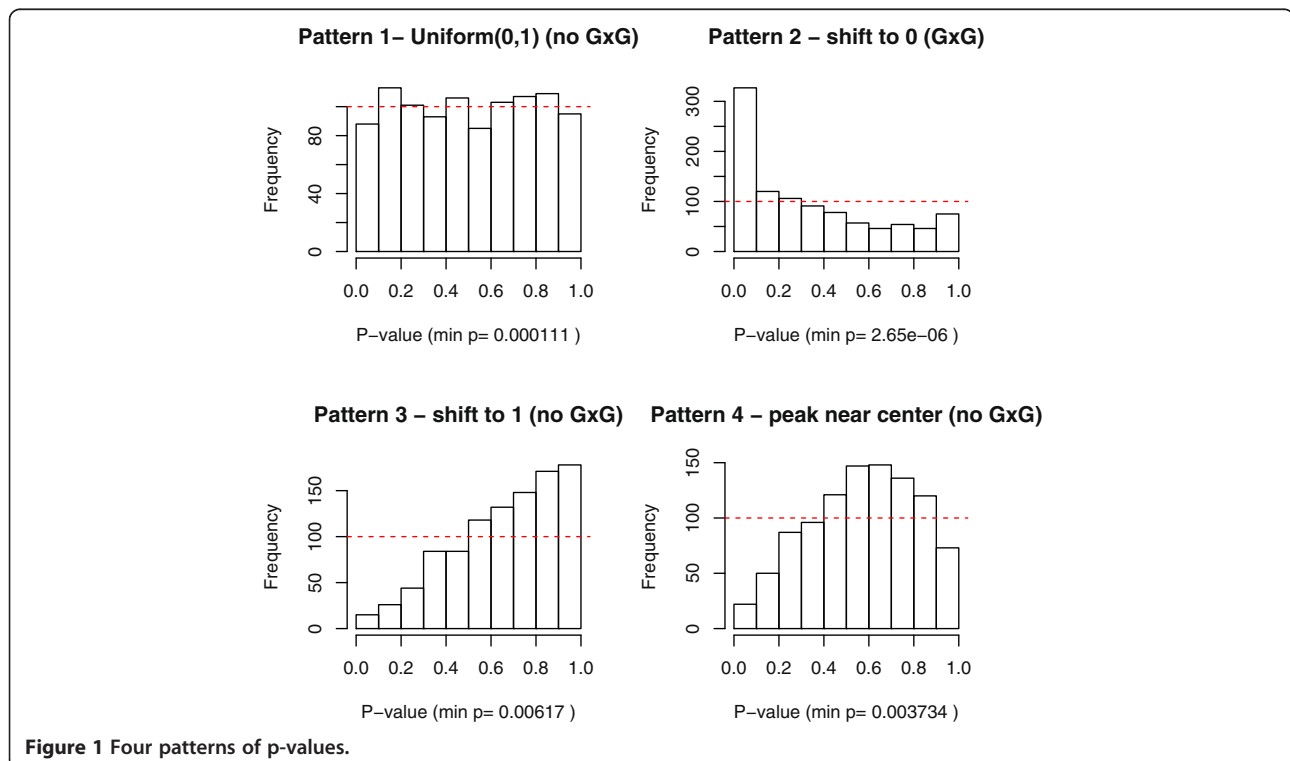 Pattern 1− Uniform(0,1) (no GxG)
Frequency
0
40
80
0.0 0.2 0.4 0.6 0.8 1.0
P−value (min p= 0.000111 )
Pattern 2 − shift to 0 (GxG)
Frequency
0
100
200
300
0.0 0.2 0.4 0.6 0.8 1.0
P−value (min p= 2.65e−06 )
Pattern 3 − shift to 1 (no GxG)
Frequency
0
50
100
150
0.0 0.2 0.4 0.6 0.8 1.0
P−value (min p= 0.00617 )
Pattern 4 − peak near center (no GxG)
Frequency
0
50
100
150
0.0 0.2 0.4 0.6 0.8 1.0
P−value (min p= 0.003734 )
Figure 1 Four patterns of p-values.